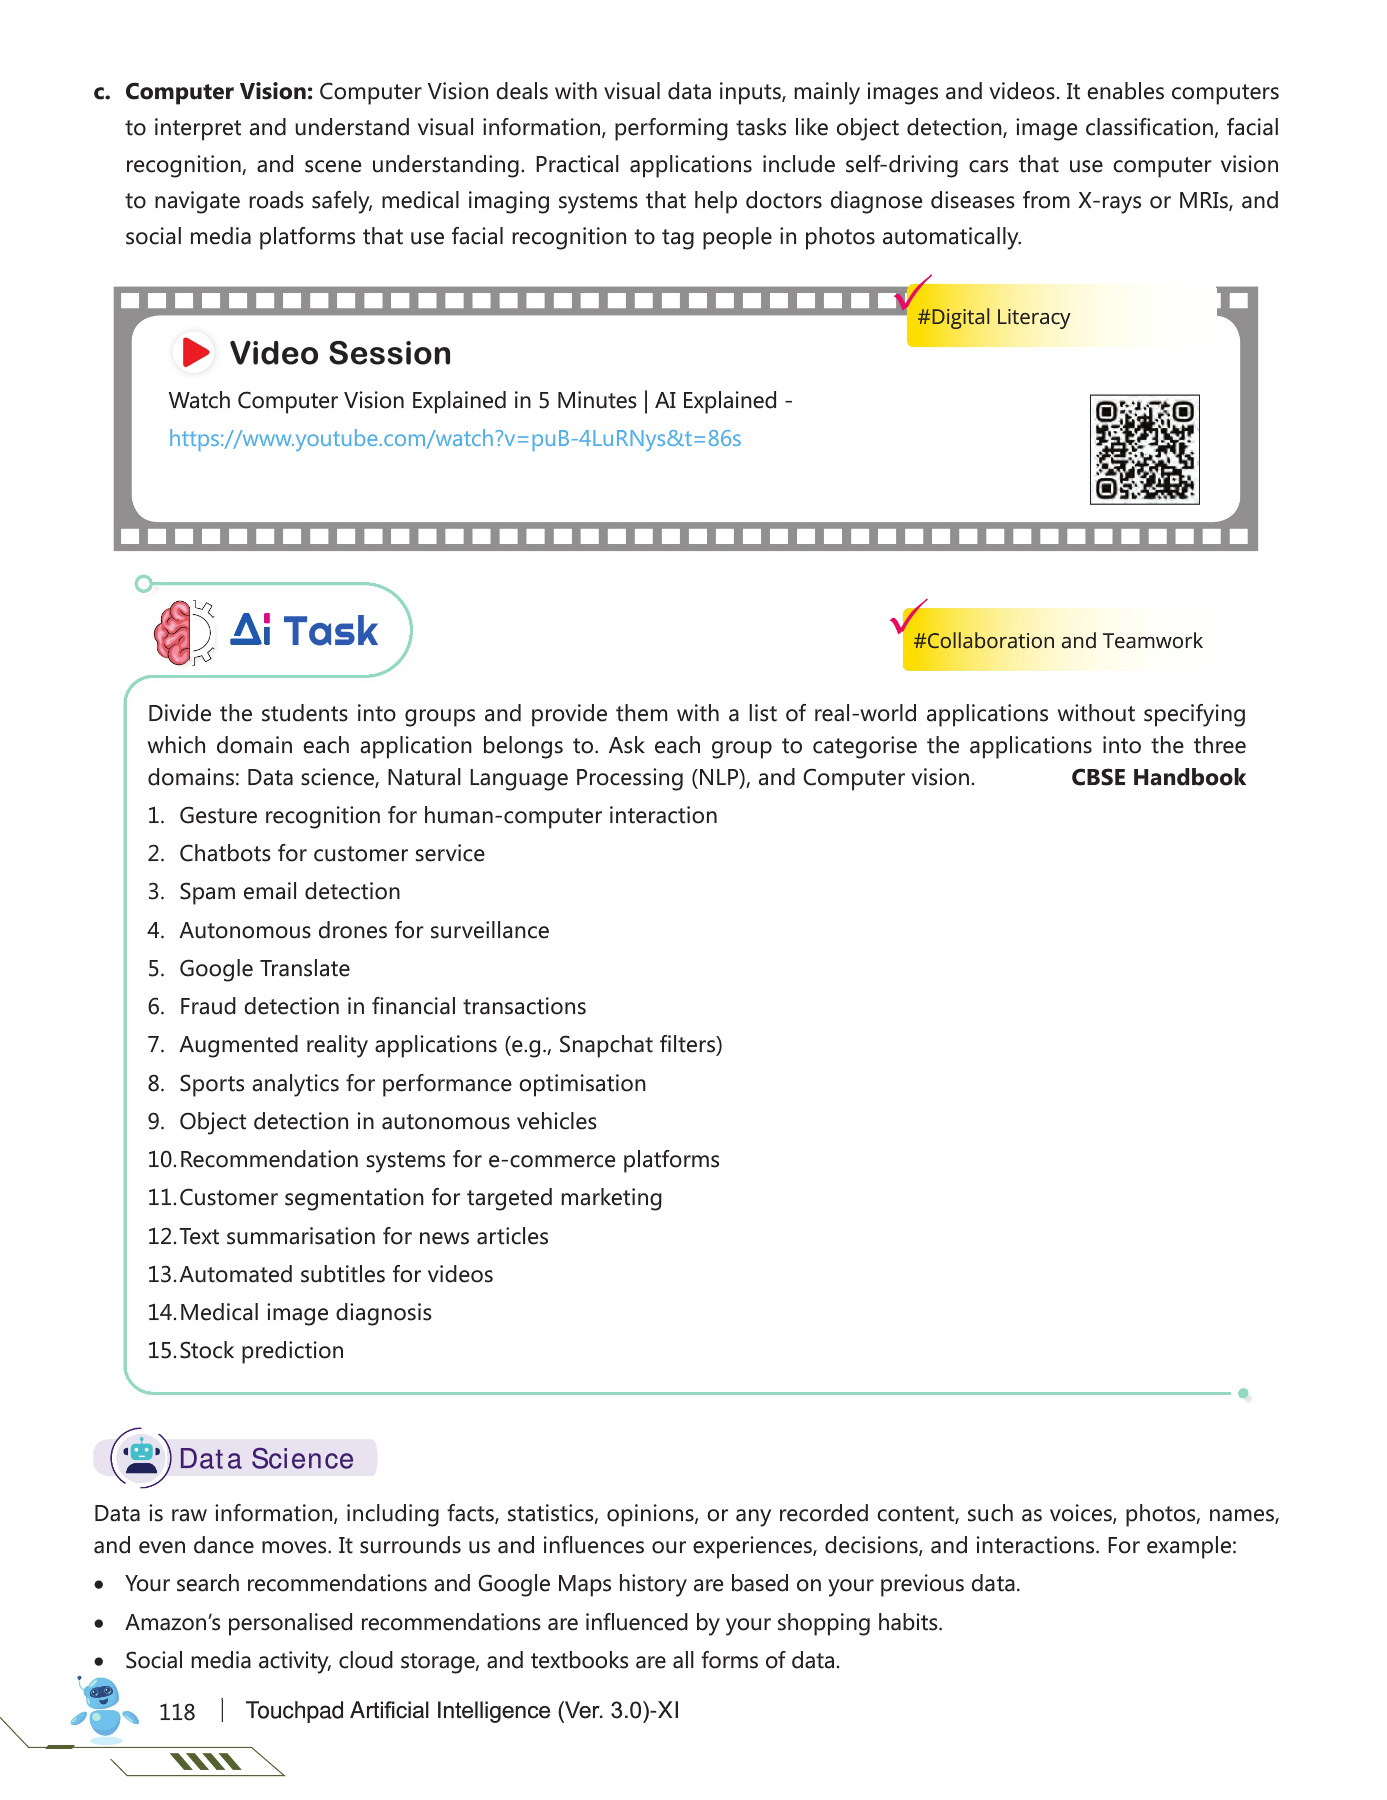 c. Computer Vision: Computer Vision deals with visual data inputs, mainly images and videos. It enables computers
to interpret and understand visual information, performing tasks like object detection, image classification, facial
recognition, and scene understanding. Practical applications include self-driving cars that use computer vision
to navigate roads safely, medical imaging systems that help doctors diagnose diseases from X-rays or MRIs, and
social media platforms that use facial recognition to tag people in photos automatically.
#Digital Literacy
Video Session
Watch Computer Vision Explained in 5 Minutes | AI Explained -
https://www.youtube.com/watch?v=puB-4LuRNys&t=86s
Ai Task
#Collaboration and Teamwork
Divide the students into groups and provide them with a list of real-world applications without specifying
which domain each application belongs to. Ask each group to categorise the applications into the three
domains: Data science, Natural Language Processing (NLP), and Computer vision. CBSE Handbook
1. Gesture recognition for human-computer interaction
2. Chatbots for customer service
3. Spam email detection
4. Autonomous drones for surveillance
5. Google Translate
6. Fraud detection in financial transactions
7. Augmented reality applications (e.g., Snapchat filters)
8. Sports analytics for performance optimisation
9. Object detection in autonomous vehicles
10. Recommendation systems for e-commerce platforms
11. Customer segmentation for targeted marketing
12. Text summarisation for news articles
13. Automated subtitles for videos
14. Medical image diagnosis
15. Stock prediction
Data Science
Data is raw information, including facts, statistics, opinions, or any recorded content, such as voices, photos, names,
and even dance moves. It surrounds us and influences our experiences, decisions, and interactions. For example:
• Your search recommendations and Google Maps history are based on your previous data.
• Amazon’s personalised recommendations are influenced by your shopping habits.
• Social media activity, cloud storage, and textbooks are all forms of data.
118 | Touchpad Artificial Intelligence (Ver. 3.0)-XI